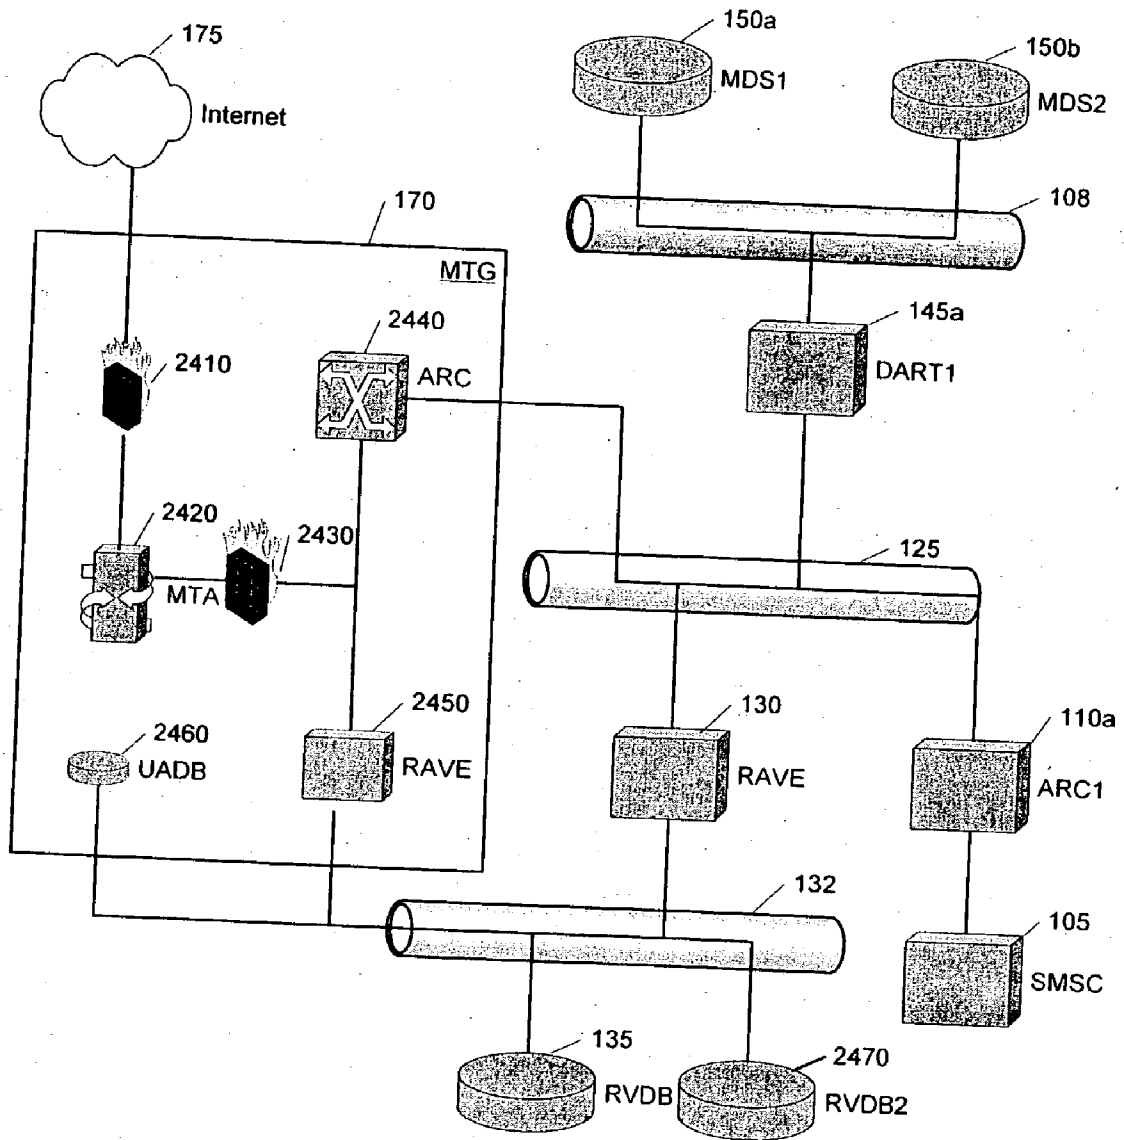 175
Internet
150a
MDS1
150b
MDS2
108
170
MTG
2440
ARC
2410
145a
DART1
2420
MTA
2430
125
2460
UADB
2450
RAVE
130
RAVE
110a
ARC1
132
105
SMSC
135
RVDB
2470
RVDB2